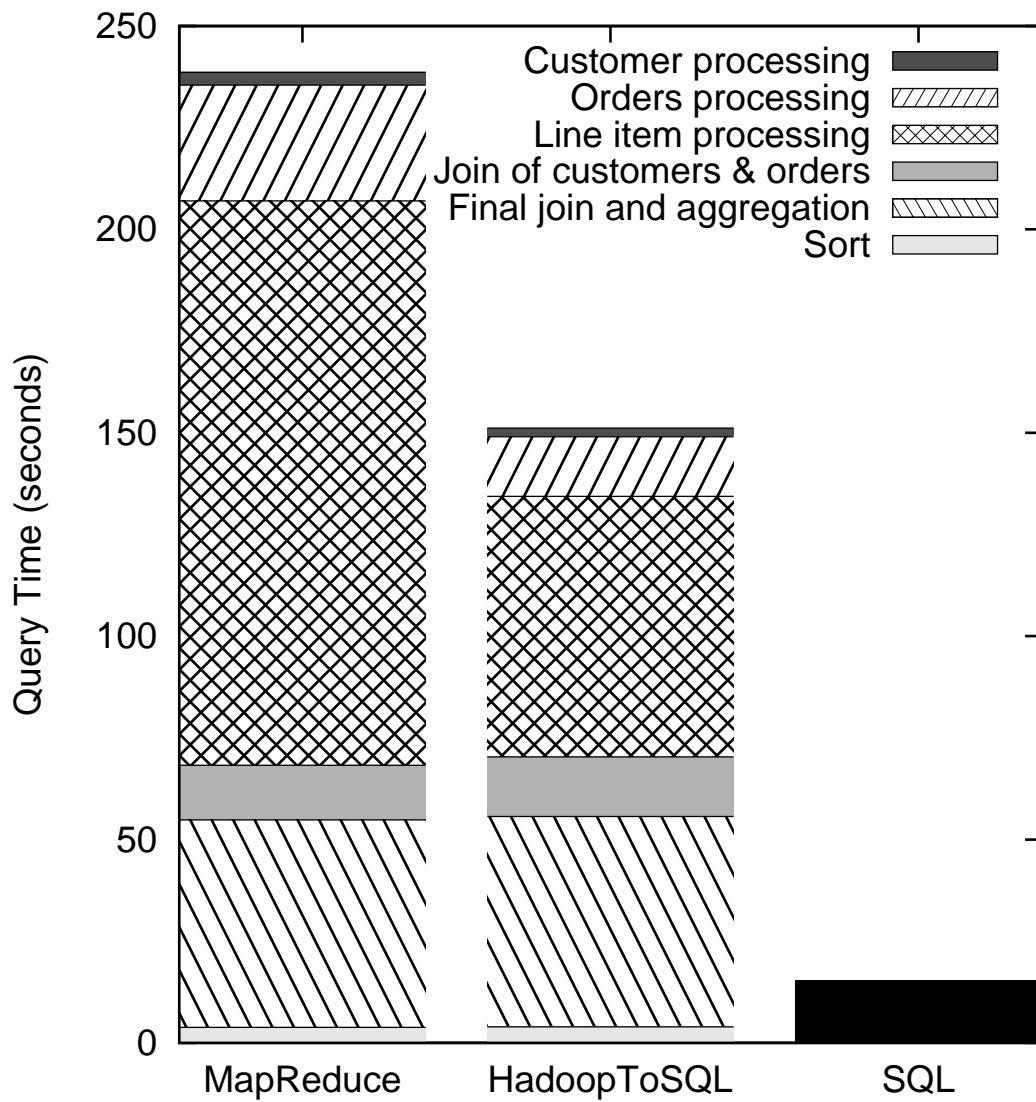 250
200
150
100
50
0
Query Time (seconds)
Customer processing
Orders processing
Line item processing
Join of customers & orders
Final join and aggregation
Sort
MapReduce
HadoopToSQL
SQL